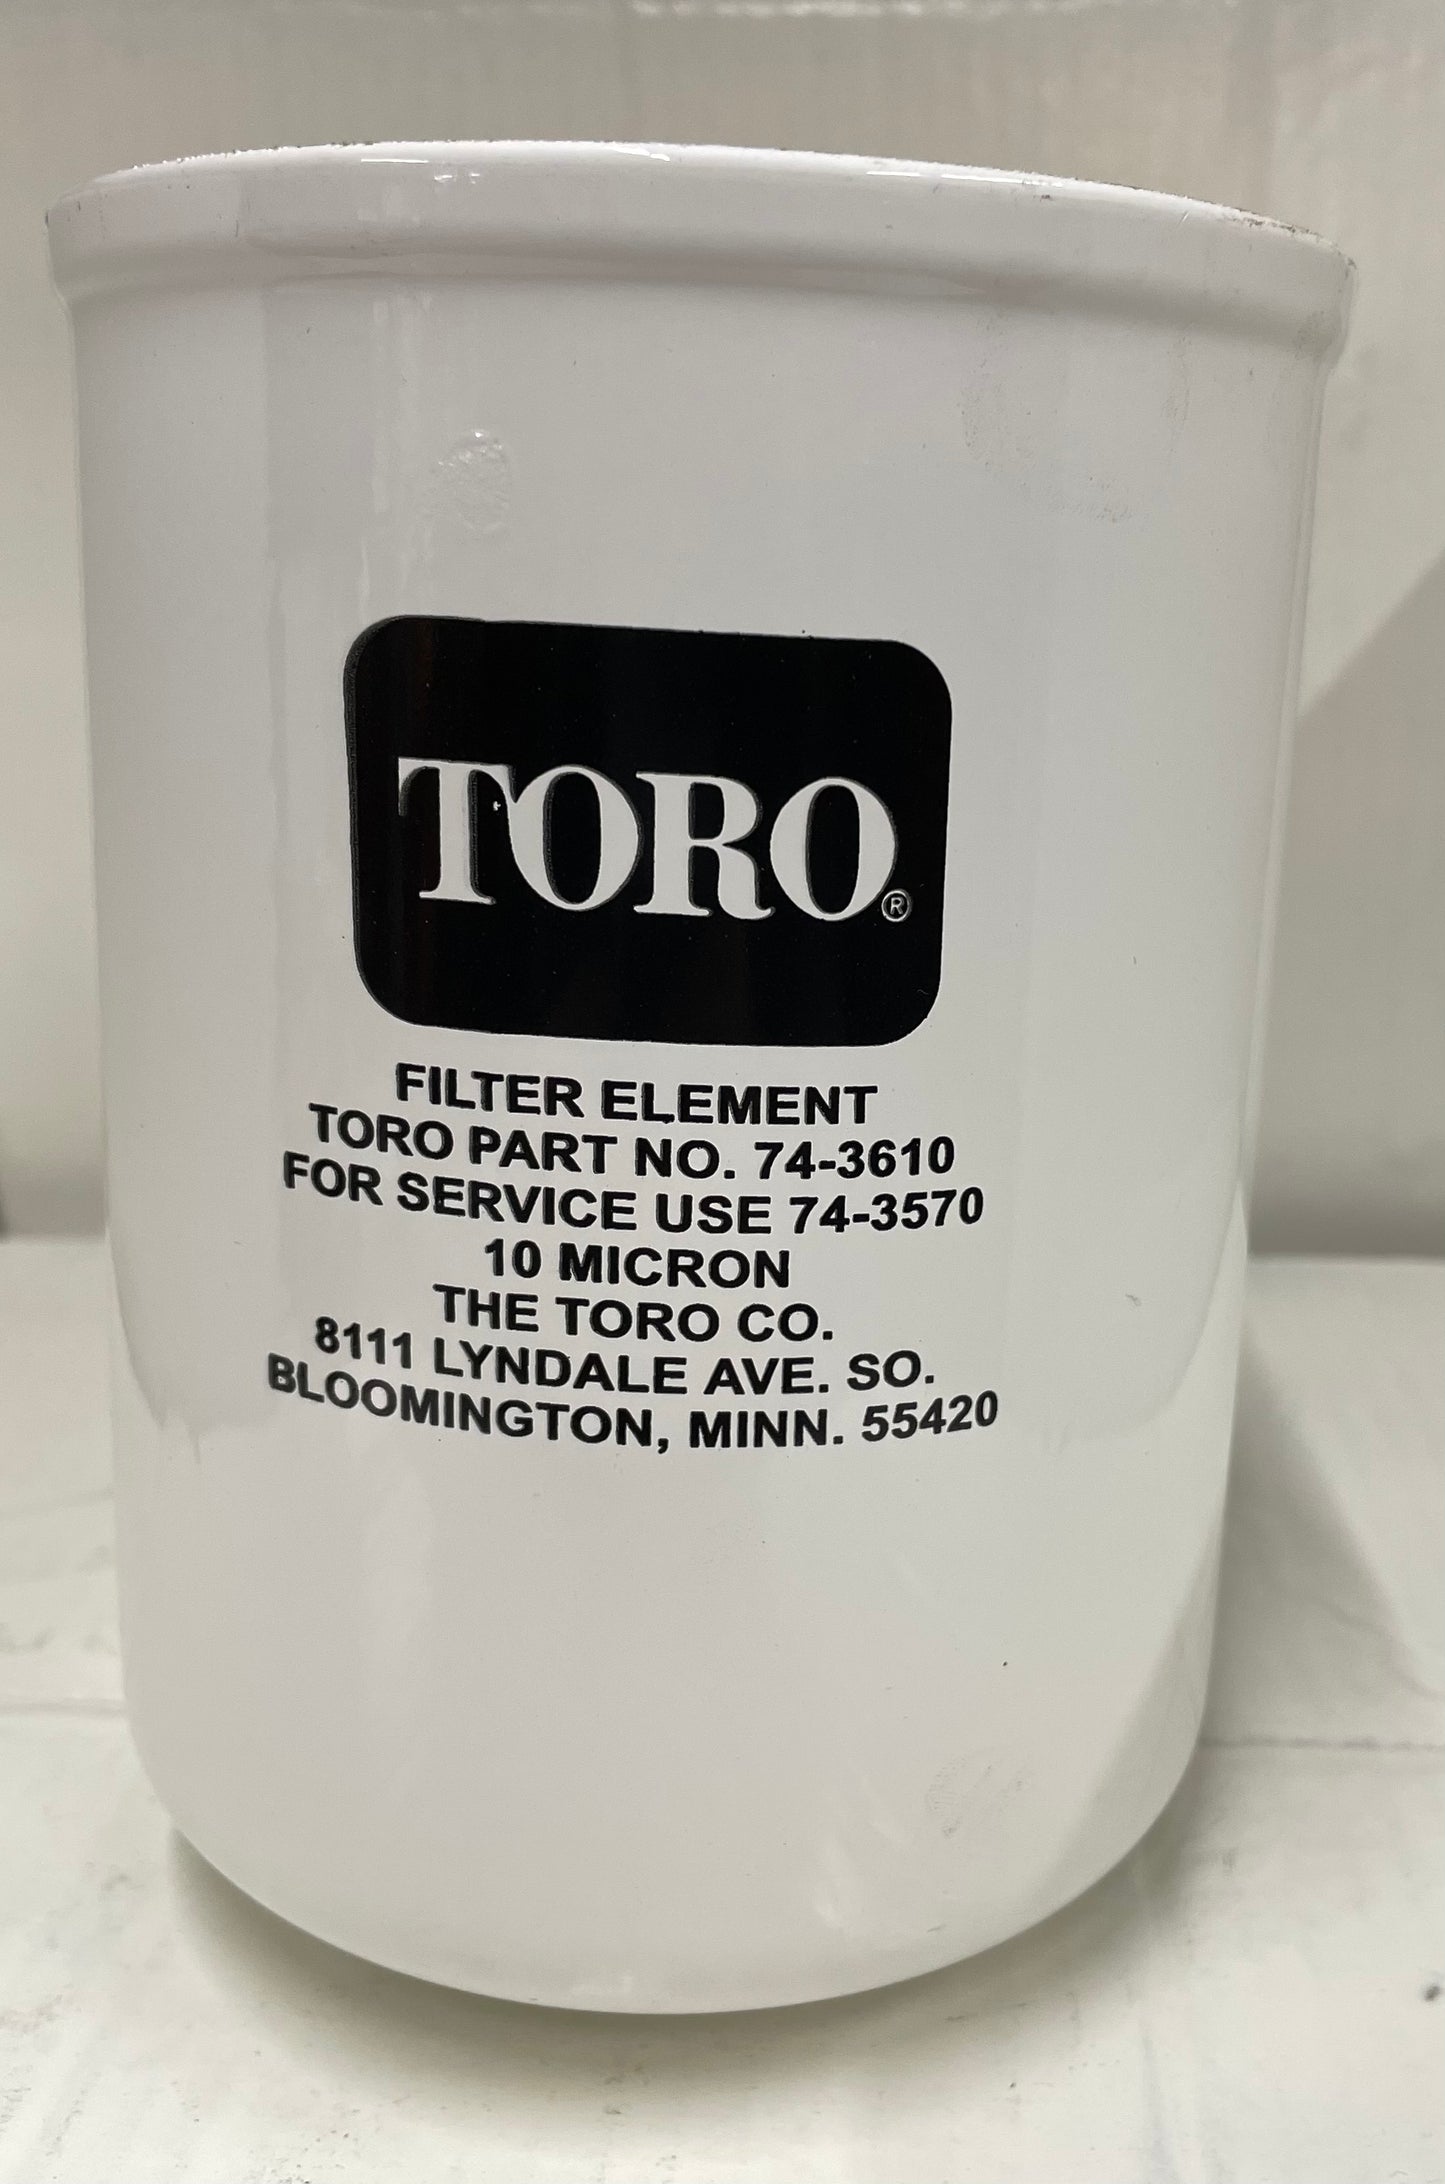 TORO®
FILTER ELEMENT
TORO PART NO. 74-3610
FOR SERVICE USE 74-3570
10 MICRON
THE TORO CO.
8111 LYNDALE AVE. SO.
BLOOMINGTON, MINN. 55420